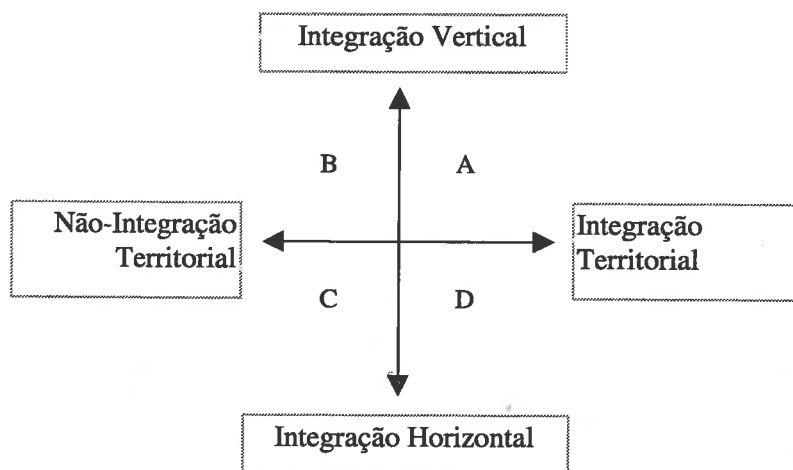 Integração Vertical
B
A
Não-Integração
Territorial
Integração
Territorial
C
D
Integração Horizontal